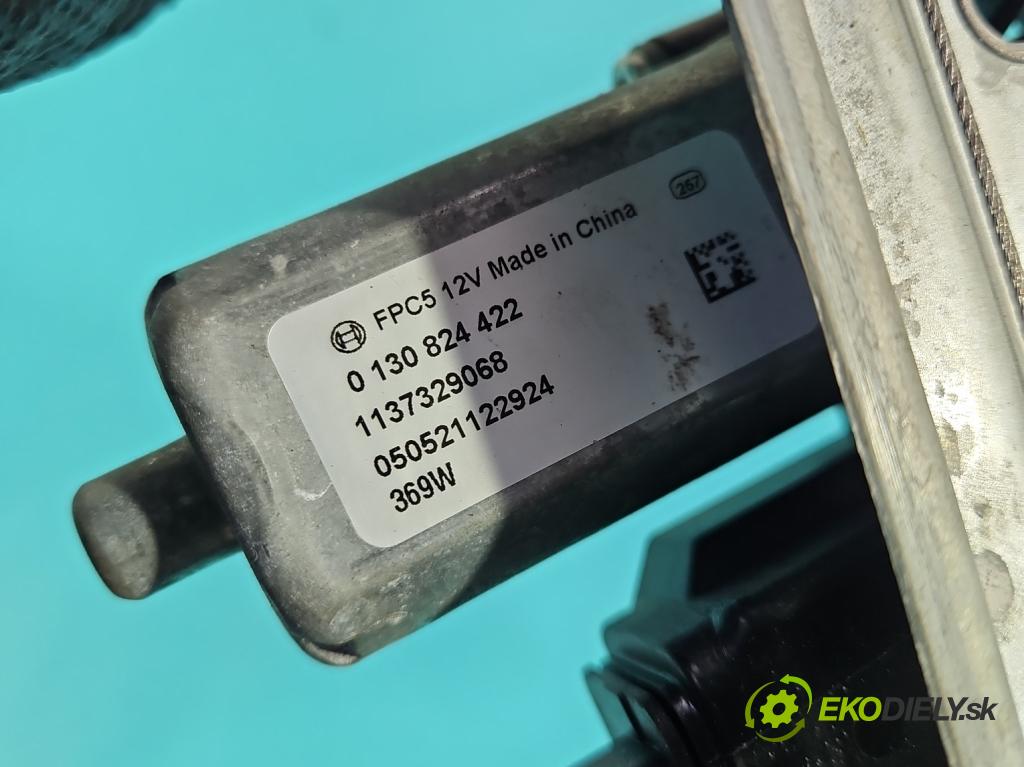 267
FPC5 12V Made in China
0 130 824 422
1137329068
050521122924
369W
EKODIELY.sk